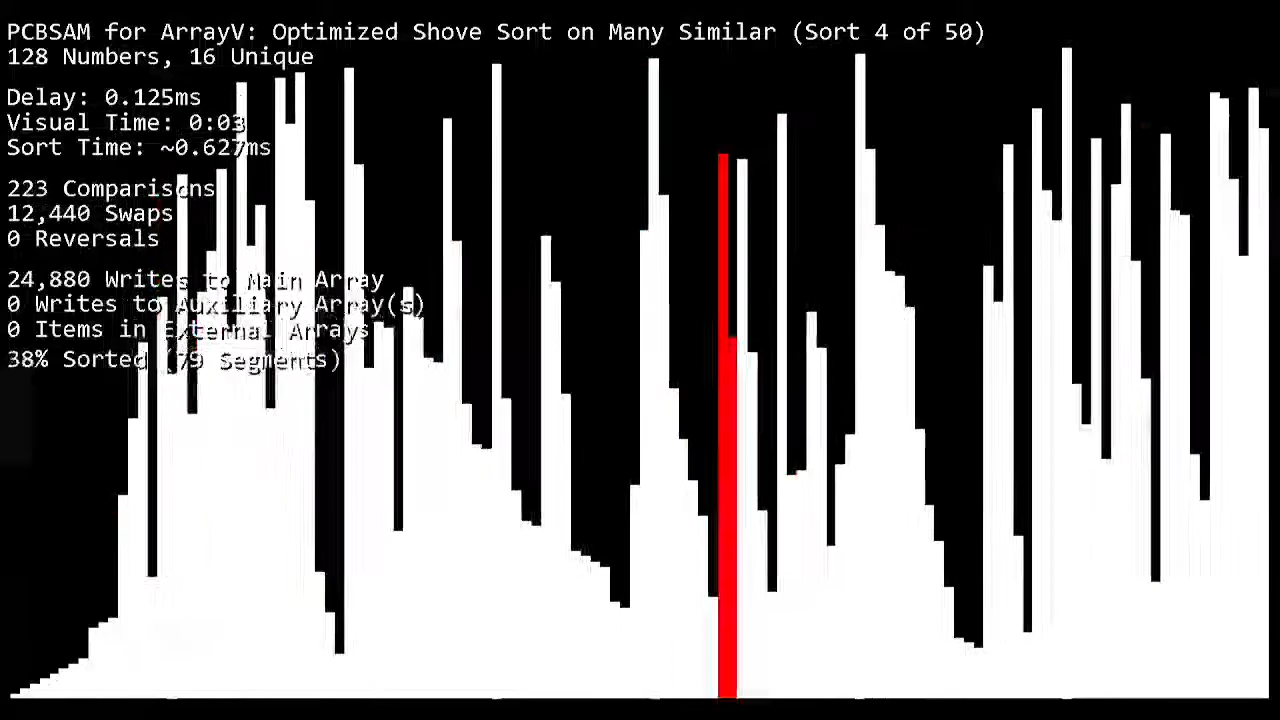 PCBSAM for ArrayV: Optimized Shove Sort on Many Similar (Sort 4 of 50)
128 Numbers, 16 Unique
Delay: 0.125ms
Visual Time: 0:03
Sort Time: ~0.627ms
223 Comparisons
12,440 Swaps
0 Reversals
24,880 Writes to Main Array
0 Writes to Auxiliary Array(s)
0 Items in External Arrays
38% Sorted (79 Segments)